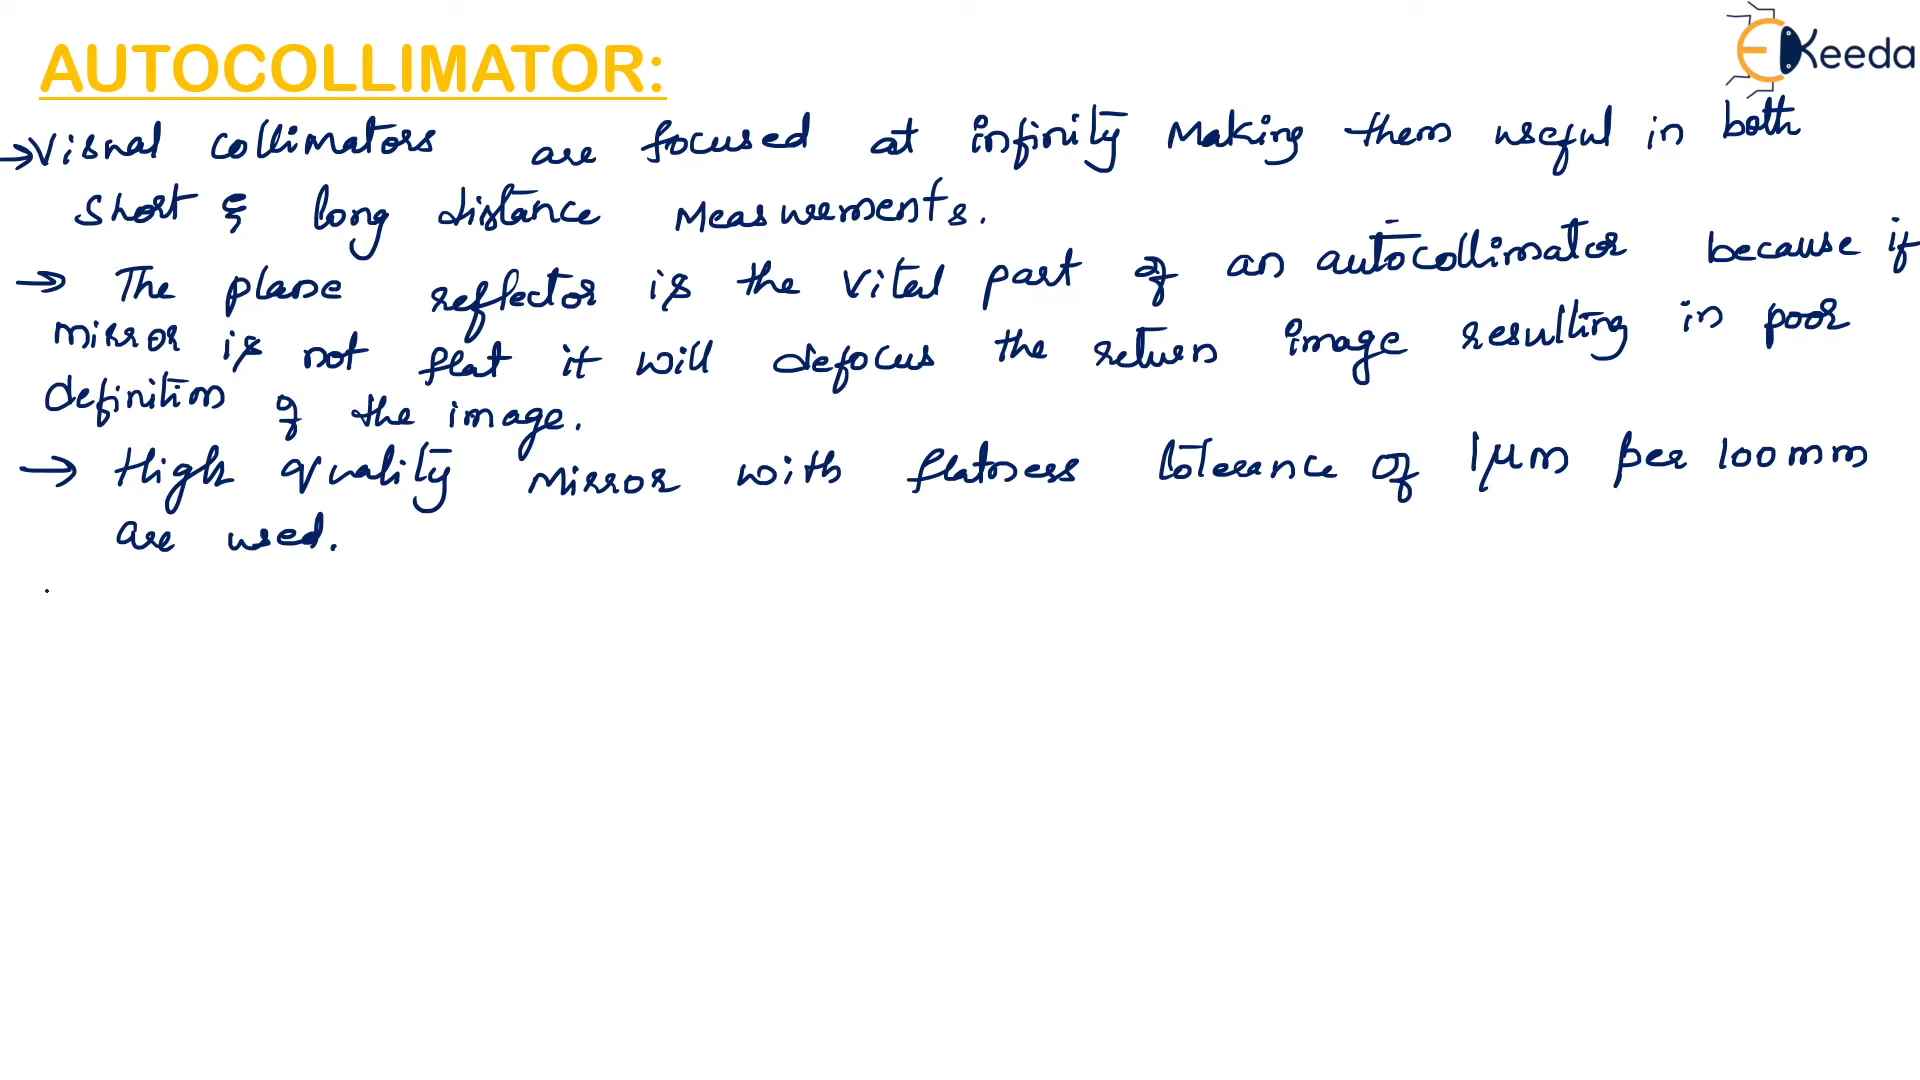 AUTOCOLLIMATOR:
EKeeda
→ Visual collimators are focused at infinity Making them useful in both
short & long distance Measurements.
→ The plane reflector is the vital part of an autocollimator because if
mirror is not flat it will defocus the return image resulting in poor
definition of the image.
→ High quality Mirror with flatness tolerance of 1μm per 100mm
are used.